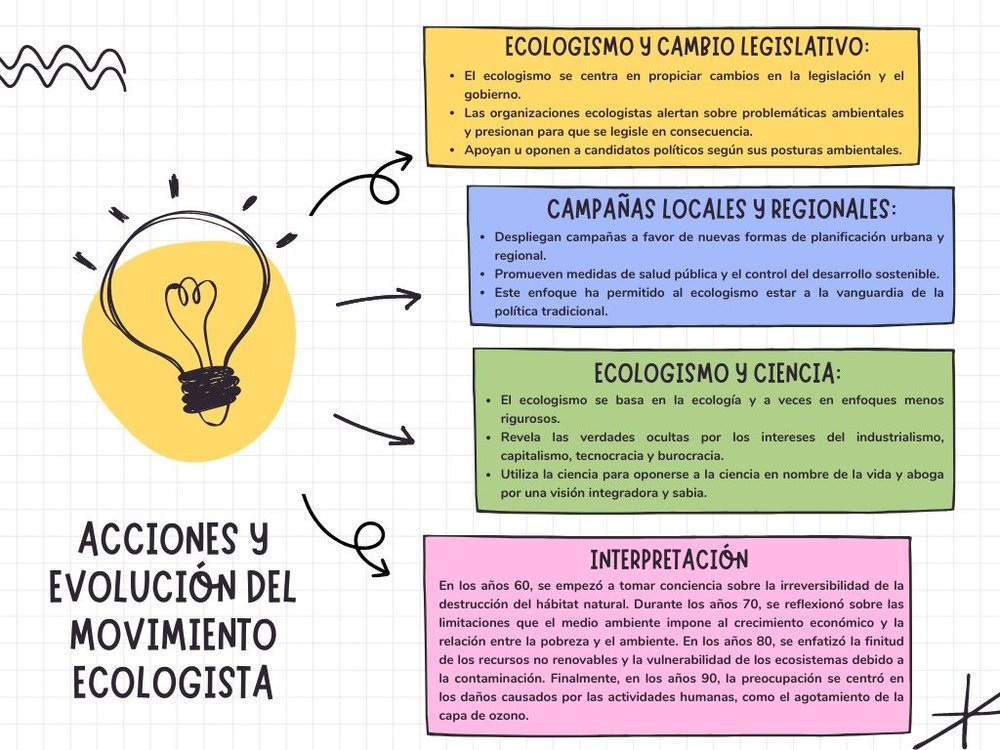 ACCIONES Y
EVOLUCIÓN DEL
MOVIMIENTO
ECOLOGISTA
ECOLOGISMO Y CAMBIO LEGISLATIVO:
• El ecologismo se centra en propiciar cambios en la legislación y el
gobierno.
• Las organizaciones ecologistas alertan sobre problemáticas ambientales
y presionan para que se legisle en consecuencia.
• Apoyan u oponen a candidatos políticos según sus posturas ambientales.
CAMPAÑAS LOCALES Y REGIONALES:
• Despliegan campañas a favor de nuevas formas de planificación urbana y
regional.
• Promueven medidas de salud pública y el control del desarrollo sostenible.
• Este enfoque ha permitido al ecologismo estar a la vanguardia de la
política tradicional.
ECOLOGISMO Y CIENCIA:
• El ecologismo se basa en la ecología y a veces en enfoques menos
rigurosos.
• Revela las verdades ocultas por los intereses del industrialismo,
capitalismo, tecnocracia y burocracia.
• Utiliza la ciencia para oponerse a la ciencia en nombre de la vida y aboga
por una visión integradora y sabia.
INTERPRETACIÓN
En los años 60, se empezó a tomar conciencia sobre la irreversibilidad de la
destrucción del hábitat natural. Durante los años 70, se reflexionó sobre las
limitaciones que el medio ambiente impone al crecimiento económico y la
relación entre la pobreza y el ambiente. En los años 80, se enfatizó la finitud
de los recursos no renovables y la vulnerabilidad de los ecosistemas debido a
la contaminación. Finalmente, en los años 90, la preocupación se centró en
los daños causados por las actividades humanas, como el agotamiento de la
capa de ozono.